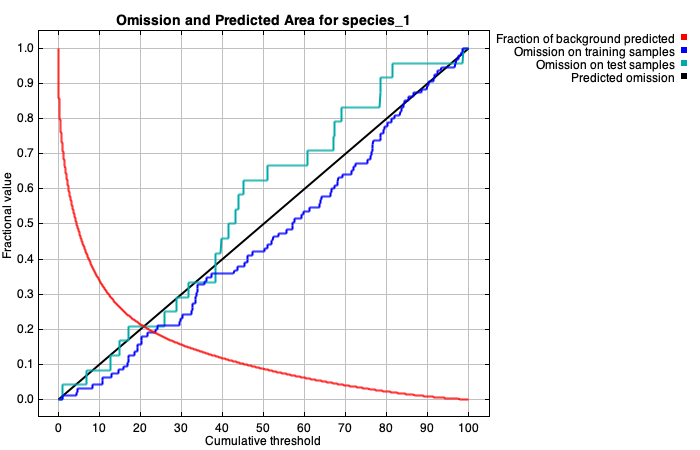 Omission and Predicted Area for species_1
Fraction of background predicted
Omission on training samples
Omission on test samples
Predicted omission
Fractional value
1.0
0.9
0.8
0.7
0.6
0.5
0.4
0.3
0.2
0.1
0.0
0 10 20 30 40 50 60 70 80 90 100
Cumulative threshold